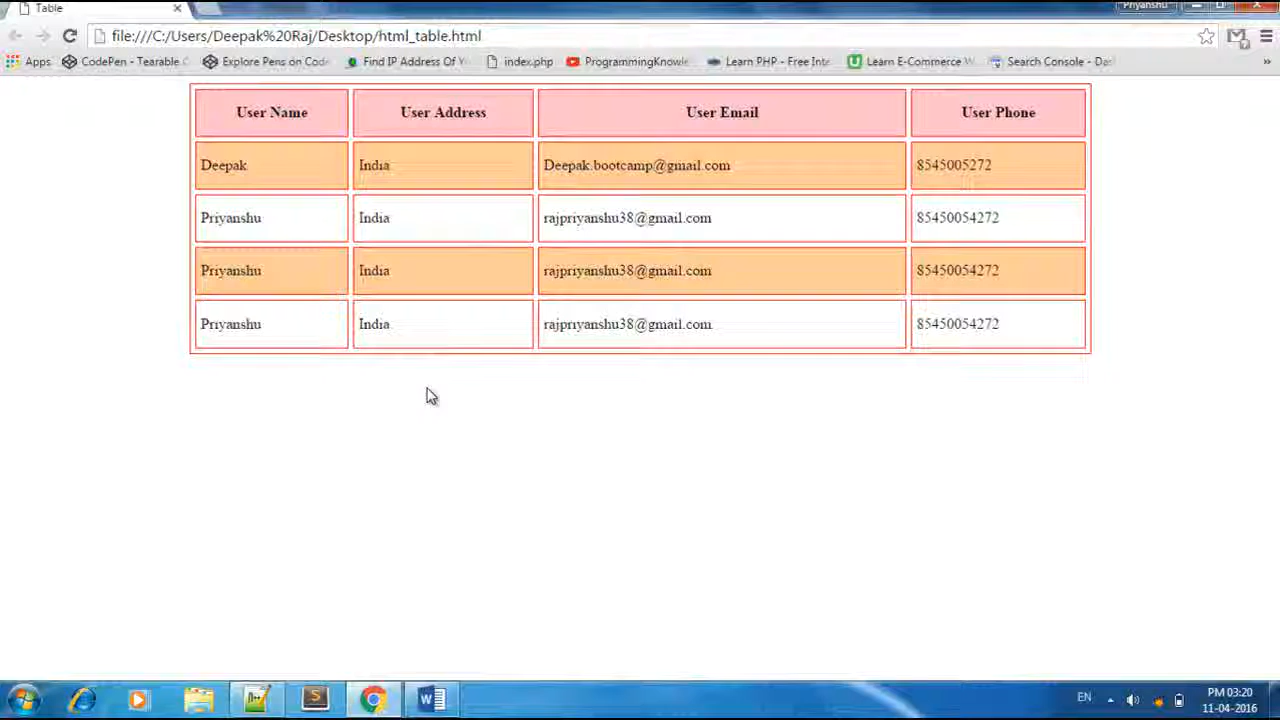 Table
Priyanshu
file:///C:/Users/Deepak%20Raj/Desktop/html_table.html
Apps CodePen - Tearable C Explore Pens on Cod Find IP Address Of Y index.php ProgrammingKnowle Learn PHP - Free Inte Learn E-Commerce W Search Console - Das »
User Name User Address User Email User Phone
Deepak India Deepak.bootcamp@gmail.com 8545005272
Priyanshu India rajpriyanshu38@gmail.com 85450054272
Priyanshu India rajpriyanshu38@gmail.com 85450054272
Priyanshu India rajpriyanshu38@gmail.com 85450054272
EN
PM 03:20
11-04-2016